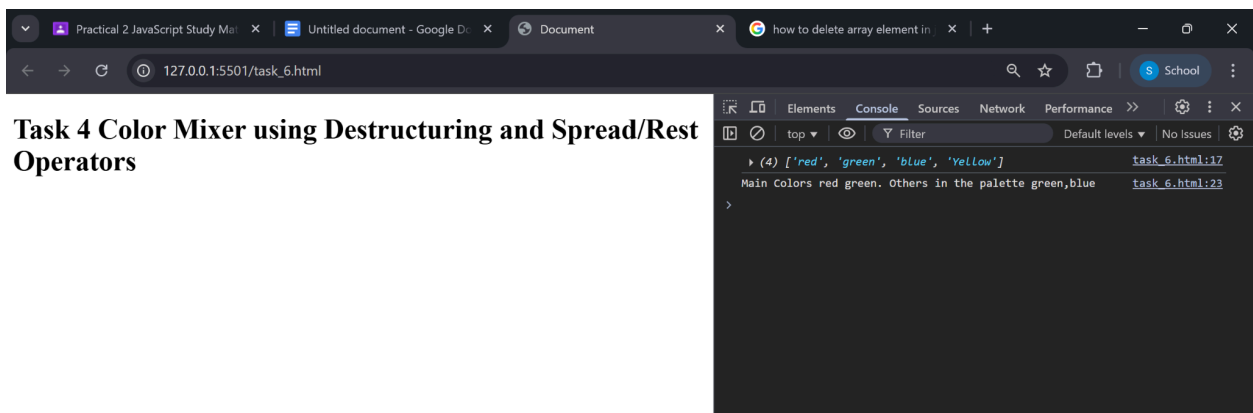 Practical 2 JavaScript Study Mat
Untitled document - Google Do
Document
how to delete array element in j
127.0.0.1:5501/task_6.html
S School
Task 4 Color Mixer using Destructuring and Spread/Rest
Operators
Elements Console Sources Network Performance
top Filter Default levels No Issues
(4) ['red', 'green', 'blue', 'Yellow'] task_6.html:17
Main Colors red green. Others in the palette green,blue task_6.html:23